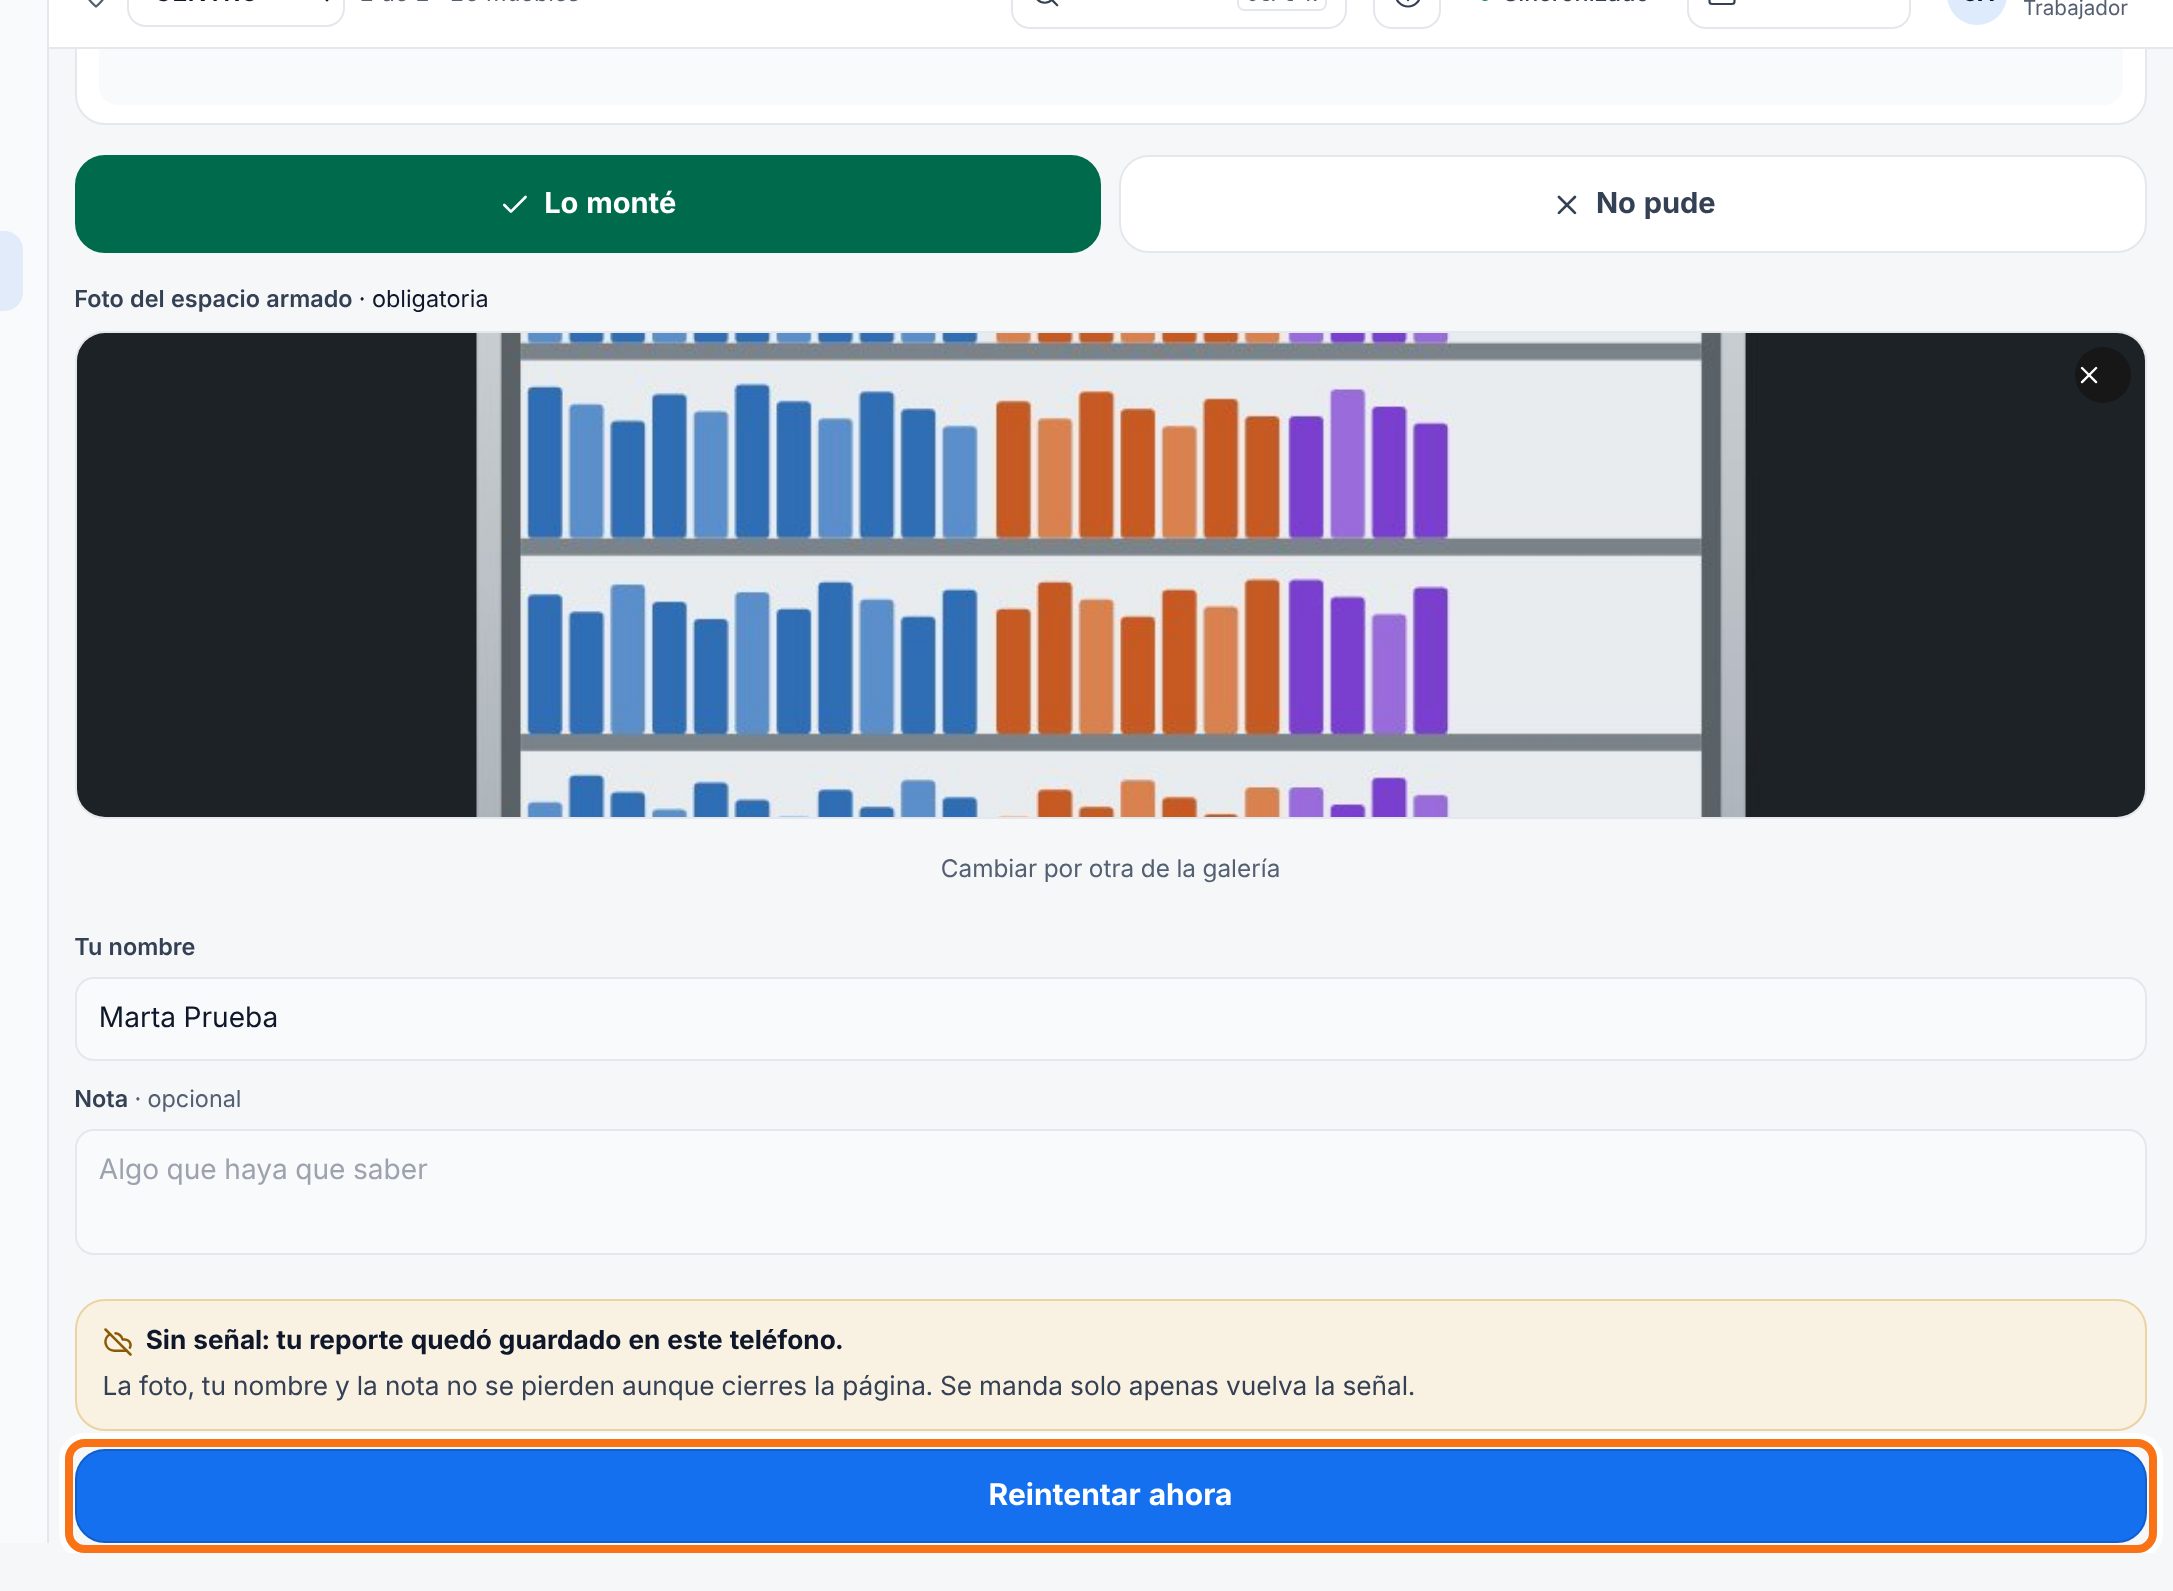 Trabajador
Lo monté
No pude
Foto del espacio armado · obligatoria
Cambiar por otra de la galería
Tu nombre
Marta Prueba
Nota · opcional
Algo que haya que saber
Sin señal: tu reporte quedó guardado en este teléfono.
La foto, tu nombre y la nota no se pierden aunque cierres la página. Se manda solo apenas vuelva la señal.
Reintentar ahora